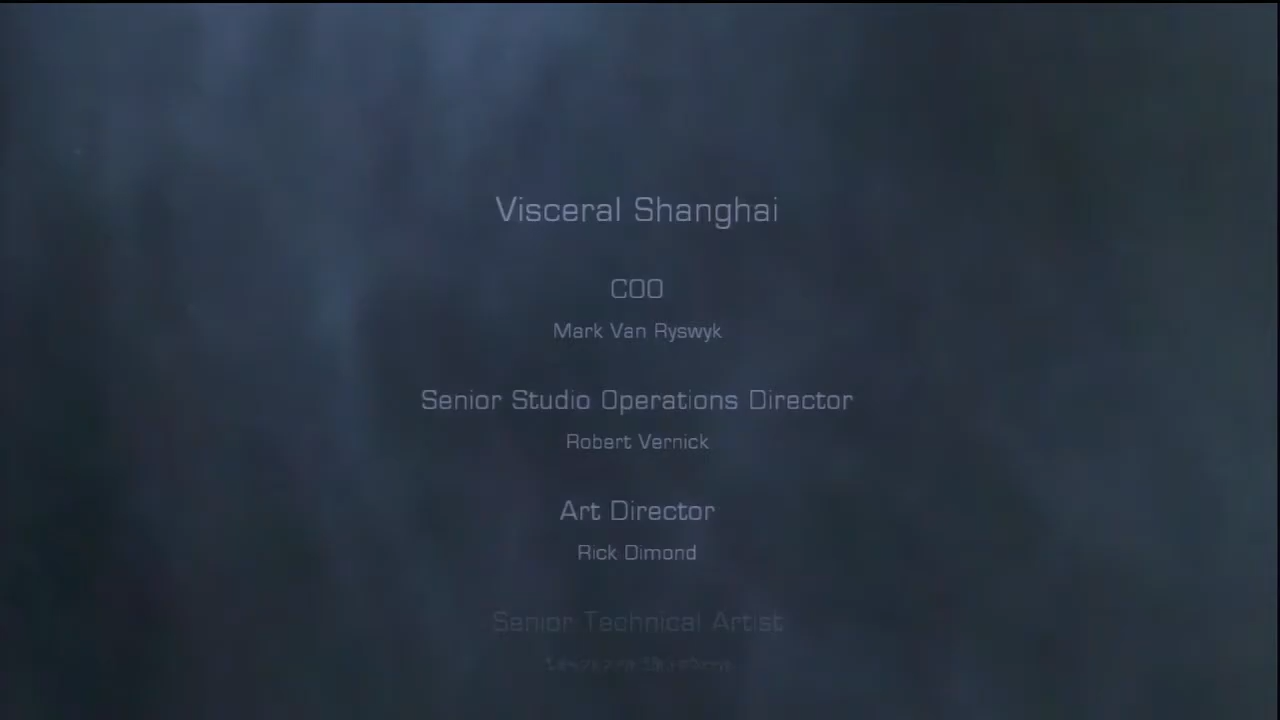 Visceral Shanghai
COO
Mark Van Ryswyk
Senior Studio Operations Director
Robert Vernick
Art Director
Rick Dimond
Senior Technical Artist